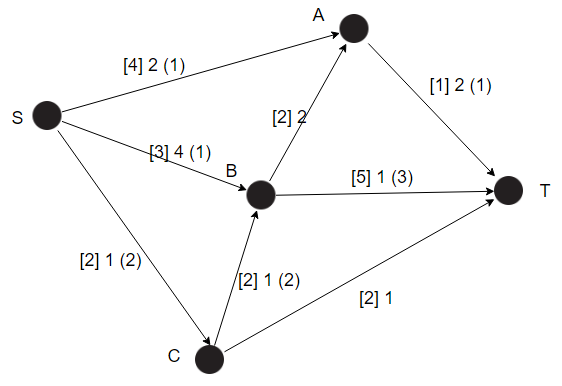 A
[4] 2 (1)
[1] 2 (1)
S
[2] 2
[3] 4 (1)
B
[5] 1 (3)
T
[2] 1 (2)
[2] 1 (2)
[2] 1
C